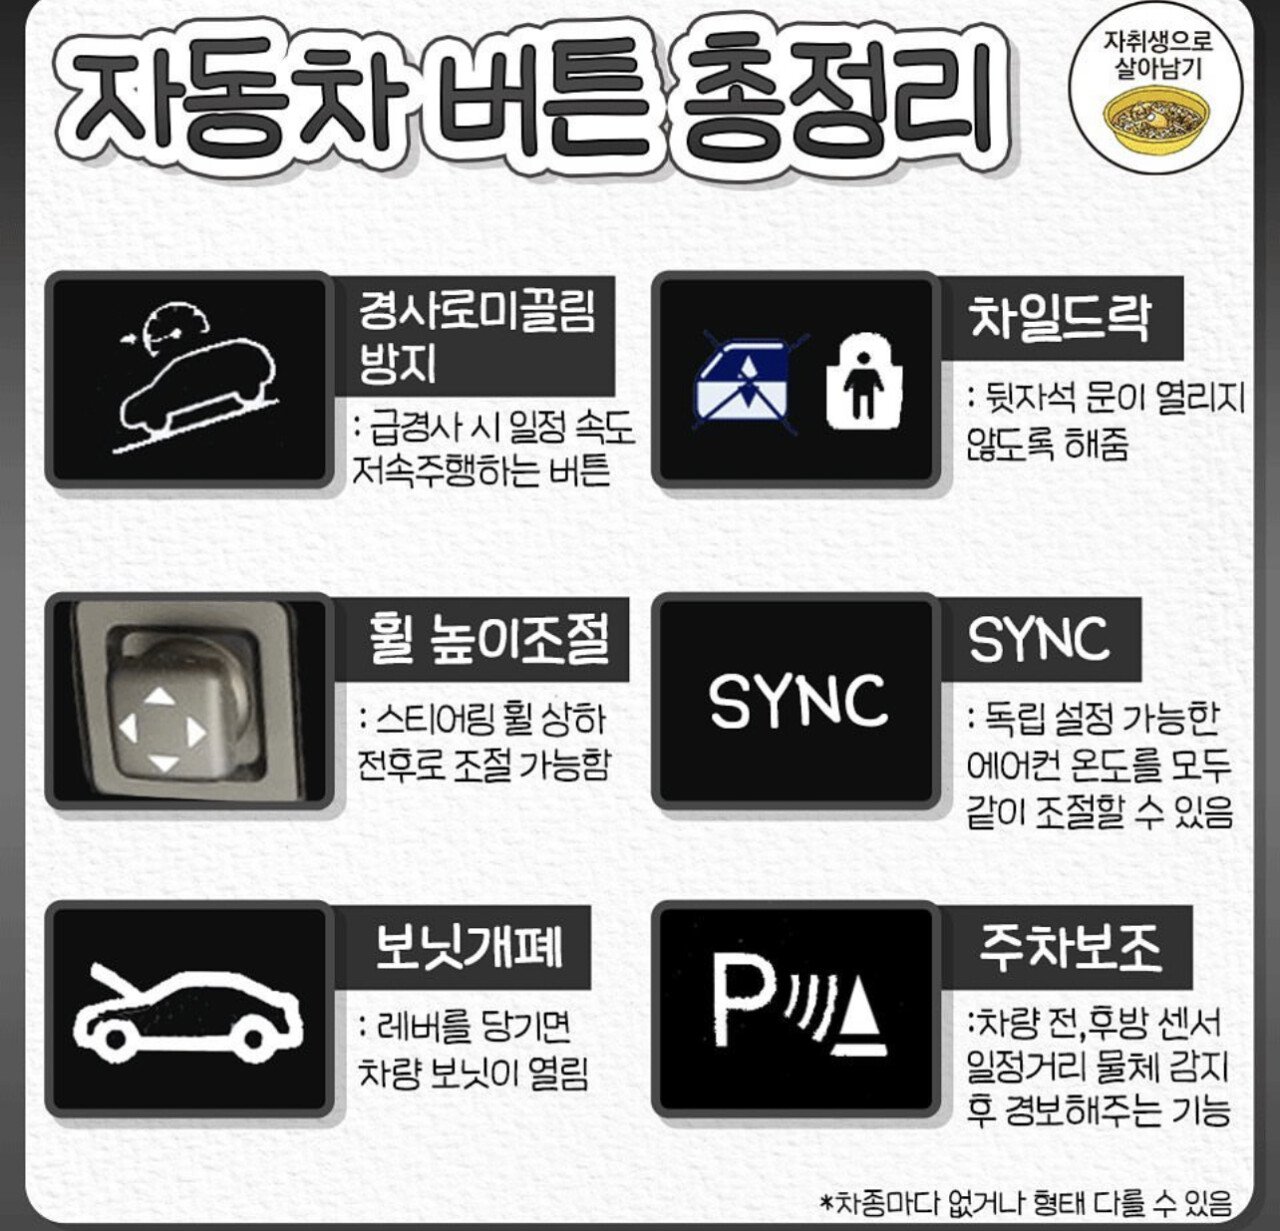 자동차 버튼 총정리
자취생으로
살아남기
경사로미끌림
방지
: 급경사 시 일정 속도
저속주행하는 버튼
차일드락
: 뒷자석 문이 열리지
않도록 해줌
휠 높이조절
: 스티어링 휠 상하
전후로 조절 가능함
SYNC
SYNC
: 독립 설정 가능한
에어컨 온도를 모두
같이 조절할 수 있음
보닛개폐
: 레버를 당기면
차량 보닛이 열림
P
주차보조
:차량 전,후방 센서
일정거리 물체 감지
후 경보해주는 기능
*차종마다 없거나 형태 다를 수 있음